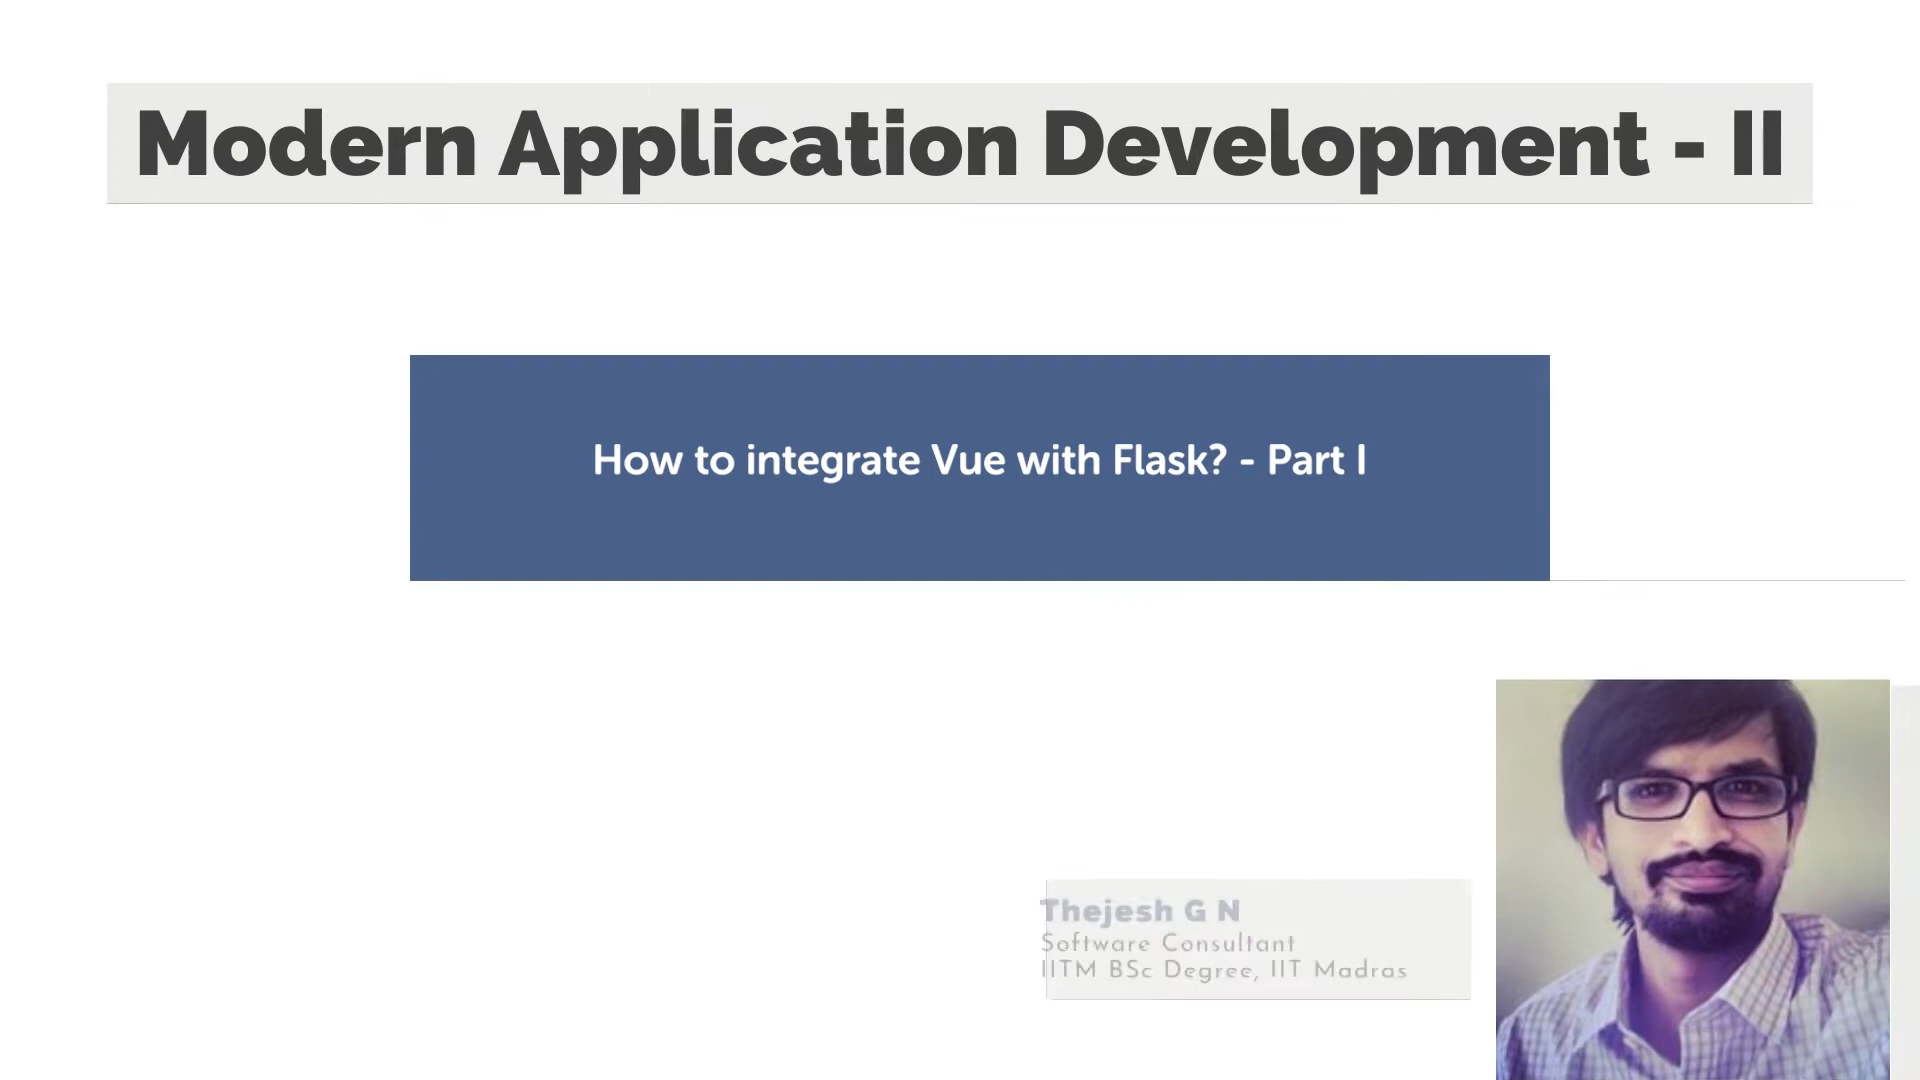 Modern Application Development - II
How to integrate Vue with Flask? - Part I
Thejesh G N
Software Consultant
IITM BSc Degree, IIT Madras